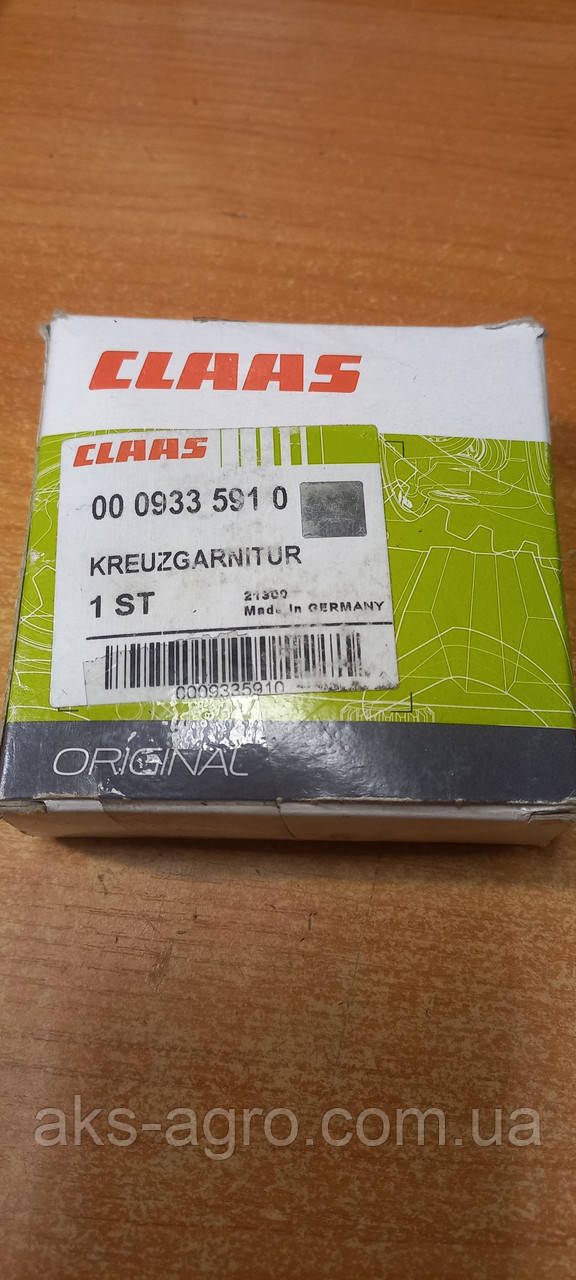 CLAAS
CLAAS
00 0933 591 0
KREUZGARNITUR
1 ST
21300
Made in GERMANY
0009335910
ORIGINAL
aks-agro.com.ua